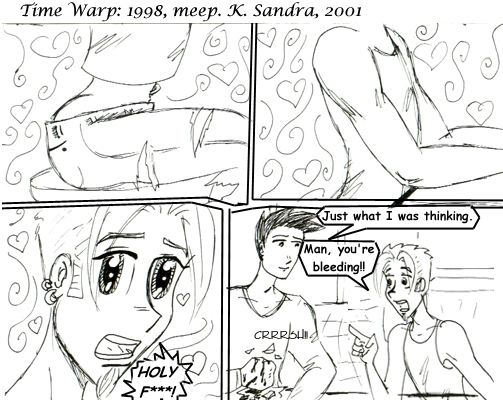 Time Warp: 1998, meep. K. Sandra, 2001
HOLY
F***!
Just what I was thinking.
Man, you're
bleeding!!
CRRRSH!!